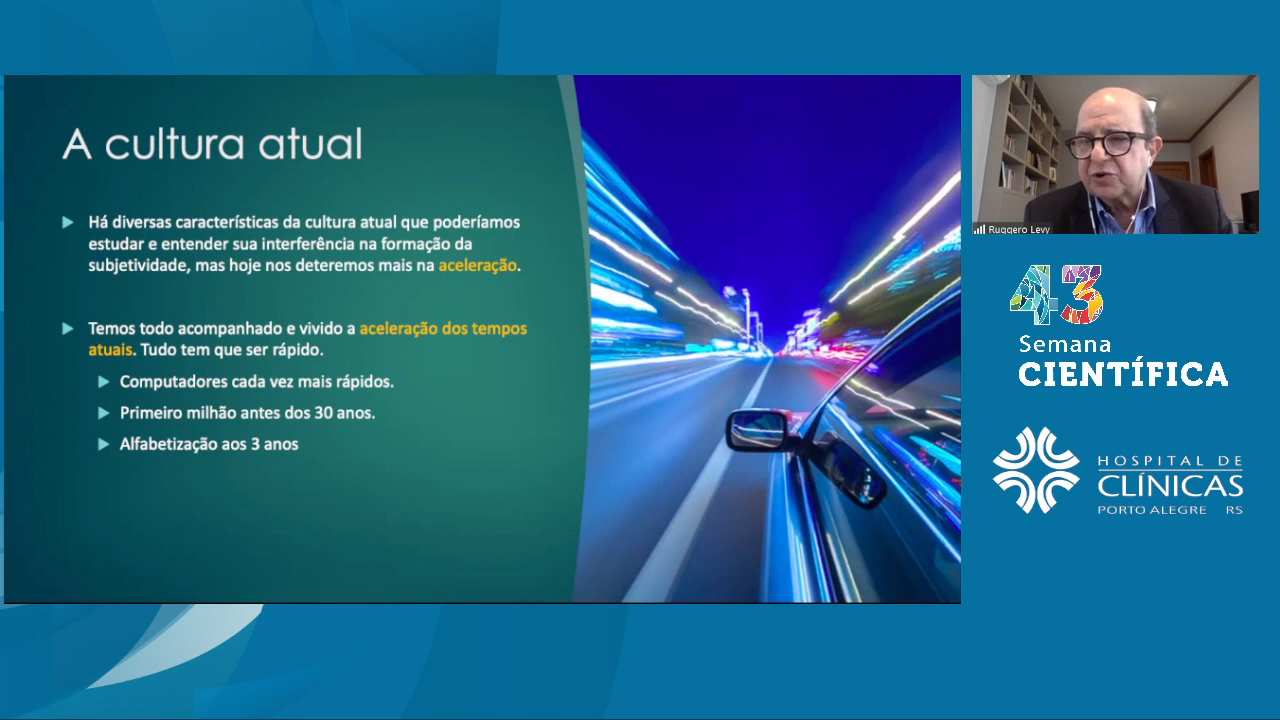 A cultura atual
Há diversas características da cultura atual que poderíamos
estudar e entender sua interferência na formação da
subjetividade, mas hoje nos deteremos mais na aceleração.
Temos todo acompanhado e vivido a aceleração dos tempos
atuais. Tudo tem que ser rápido.
Computadores cada vez mais rápidos.
Primeiro milhão antes dos 30 anos.
Alfabetização aos 3 anos
Ruggero Levy
43
Semana
CIENTÍFICA
HOSPITAL DE
CLÍNICAS
PORTO ALEGRE RS